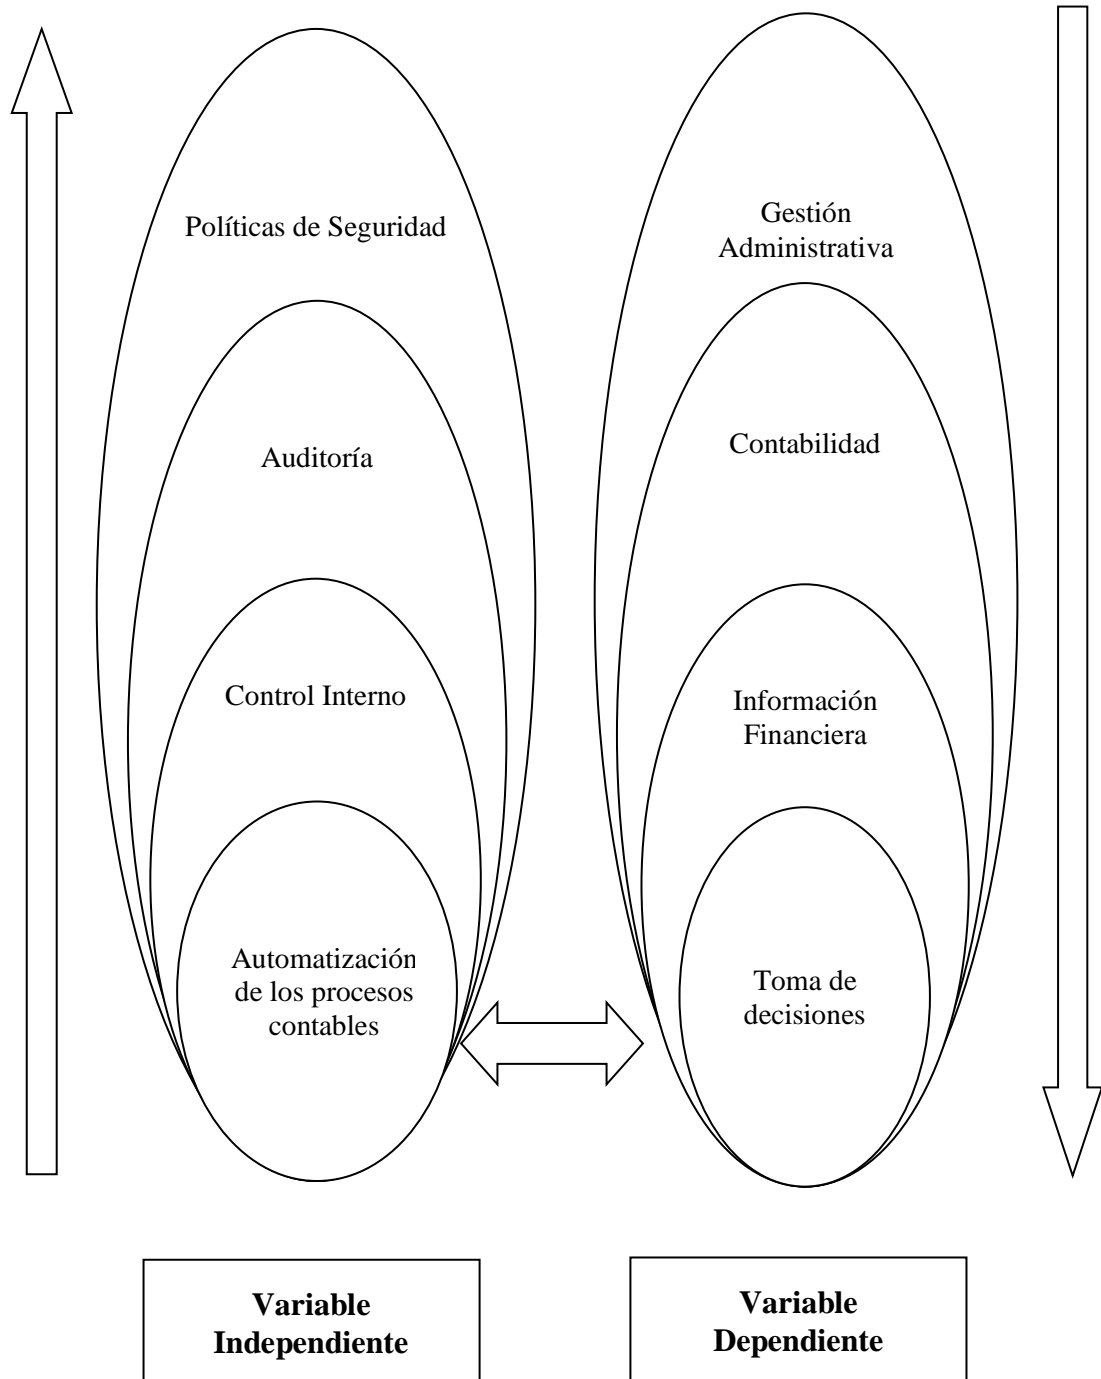 Políticas de Seguridad
Auditoría
Control Interno
Automatización
de los procesos
contables
Gestión
Administrativa
Contabilidad
Información
Financiera
Toma de
decisiones
Variable
Independiente
Variable
Dependiente